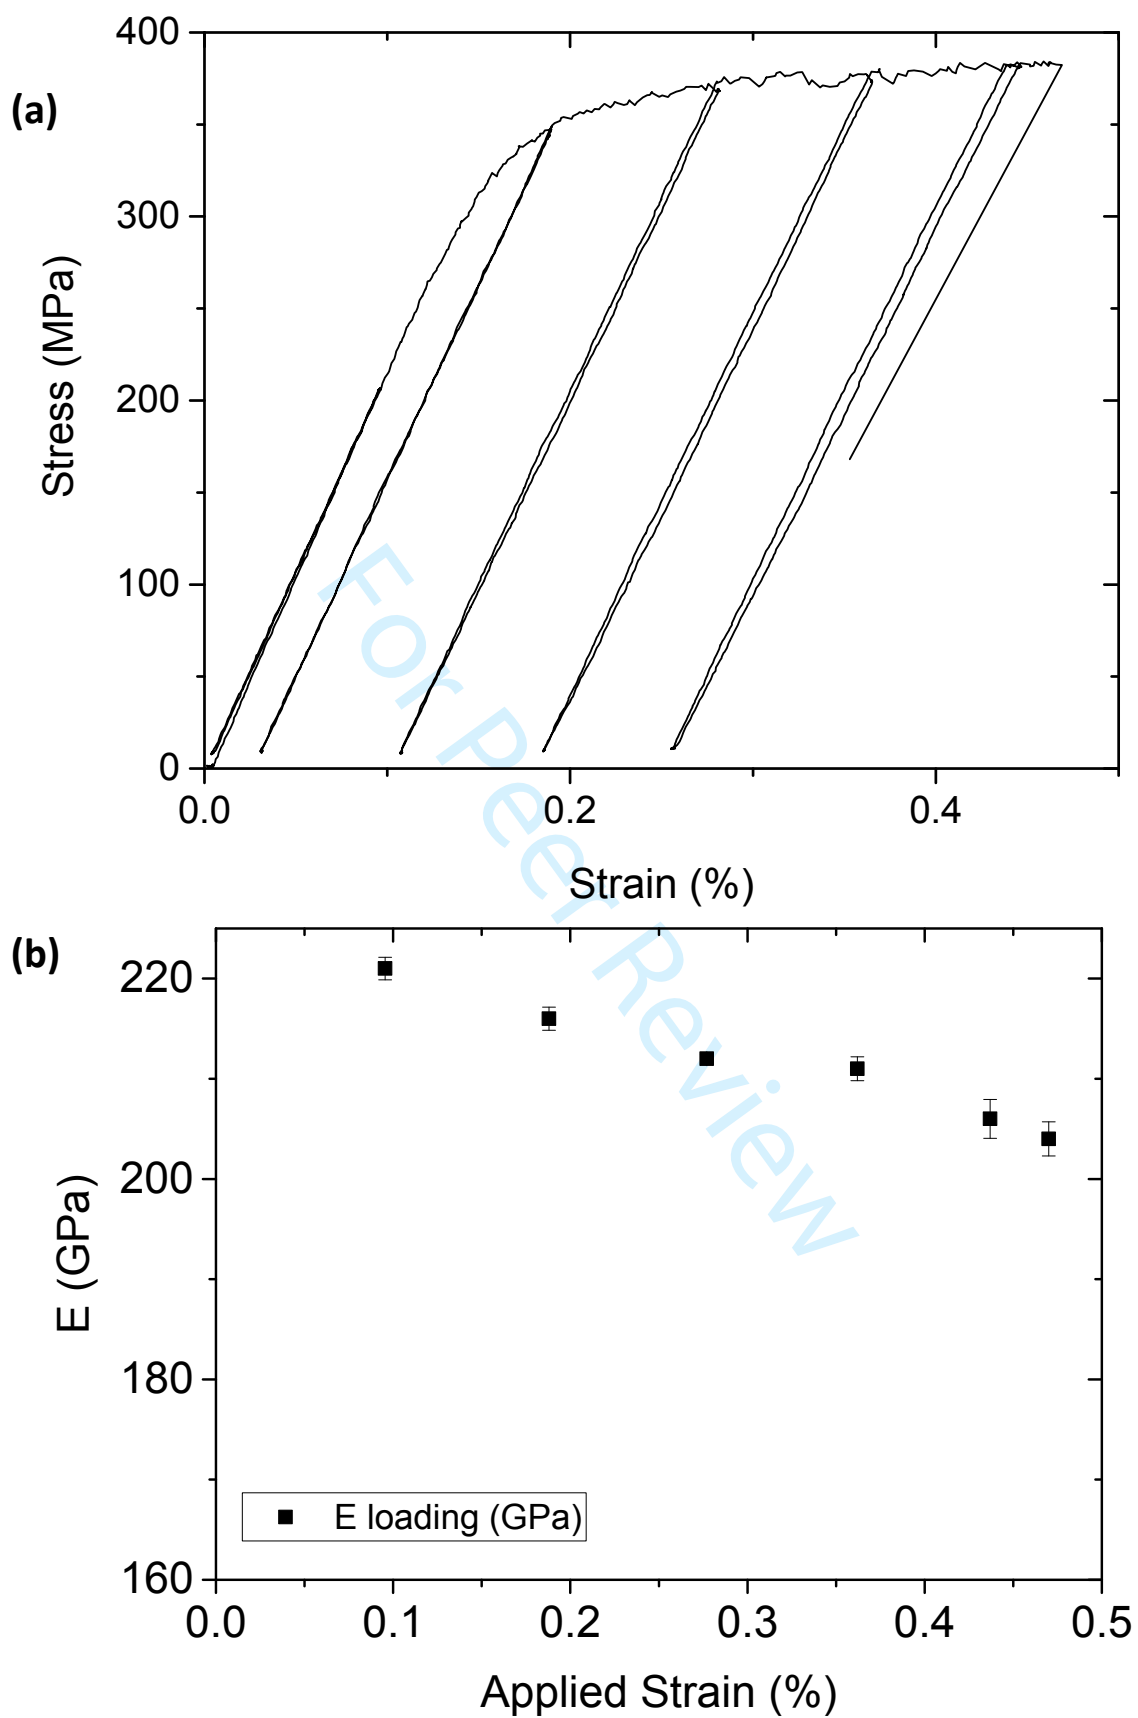 (a)
400
300
200
100
0
Stress (MPa)
0.0 0.2 0.4
Strain (%)
For Peer Review
(b)
220
200
180
160
E (GPa)
E loading (GPa)
0.0 0.1 0.2 0.3 0.4 0.5
Applied Strain (%)